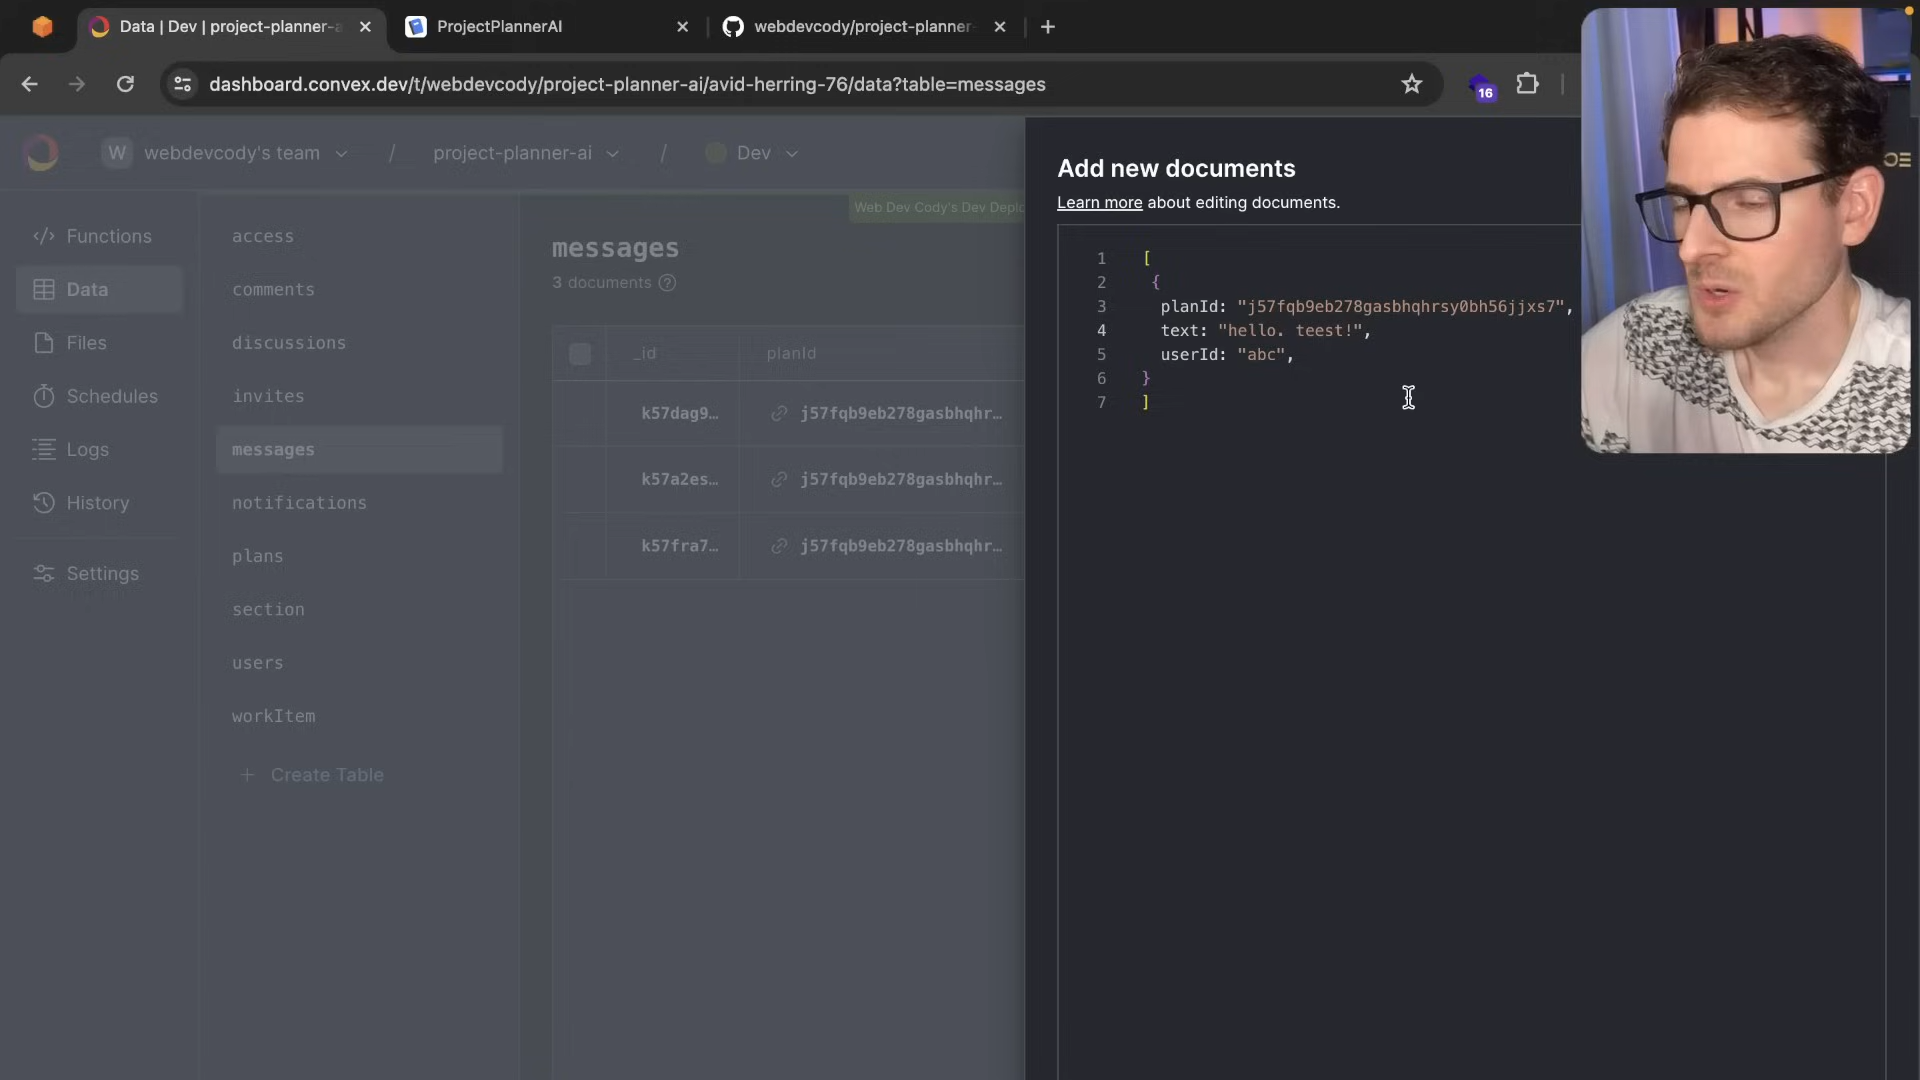 Data | Dev | project-planner-a
ProjectPlannerAI
webdevcody/project-planner-
dashboard.convex.dev/t/webdevcody/project-planner-ai/avid-herring-76/data?table=messages
16
W webdevcody's team / project-planner-ai / Dev
Functions
Data
Files
Schedules
Logs
History
Settings
access
comments
discussions
invites
messages
notifications
plans
section
users
workItem
+ Create Table
Web Dev Cody's Dev Deplo
messages
3 documents
_id planId
k57dag9… j57fqb9eb278gasbhqhr…
k57a2es… j57fqb9eb278gasbhqhr…
k57fra7… j57fqb9eb278gasbhqhr…
Add new documents
Learn more about editing documents.
1 [
2 {
3 planId: "j57fqb9eb278gasbhqhrsy0bh56jjxs7",
4 text: "hello. teest!",
5 userId: "abc",
6 }
7 ]